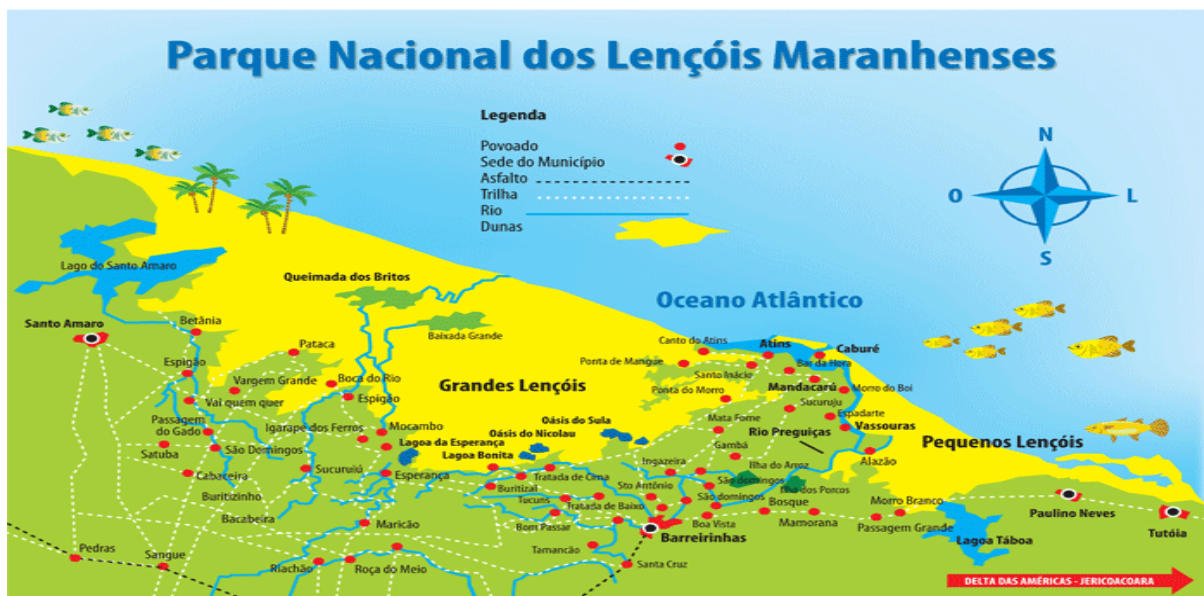 Parque Nacional dos Lençóis Maranhenses
Legenda
Povoado
Sede do Município
Asfalto
Trilha
Rio
Dunas
N
O
L
S
Lago do Santo Amaro
Queimada dos Britos
Oceano Atlântico
Santo Amaro
Betânia
Baixada Grande
Canto do Atins
Atins
Caburé
Pataca
Espigão
Ponta de Mangue
Bar da Hora
Vargem Grande
Boca do Rio
Grandes Lençóis
Santo Inácio
Mandacarú
Morro do Boi
Ponta do Morro
Vai quem quer
Espigão
Sucuruju
Espadarte
Passagem
do Gado
Igarape dos Ferros
Mocambo
Oásis do Sula
Mata Fome
Vassouras
Oásis do Nicolau
Rio Preguiças
Pequenos Lençóis
Lagoa da Esperança
Satuba
São Domingos
Lagoa Bonita
Gambá
Alazão
Ingazeira
Ilha do Arroz
Cabaceira
Sucuruiú
Esperança
Tratada de Cima
São domingos
Buritizal
Sto Antônio
Ilha dos Porcos
Buritizinho
Tucuns
São domingos
Bosque
Morro Branco
Paulino Neves
Tratada de Baixo
Bacabeira
Maricão
Bom Passar
Boa Vista
Mamorana
Passagem Grande
Tutóia
Barreirinhas
Lagoa Táboa
Pedras
Sangue
Tamancão
Riachão
Roça do Meio
Santa Cruz
DELTA DAS AMÉRICAS - JERICOACOARA